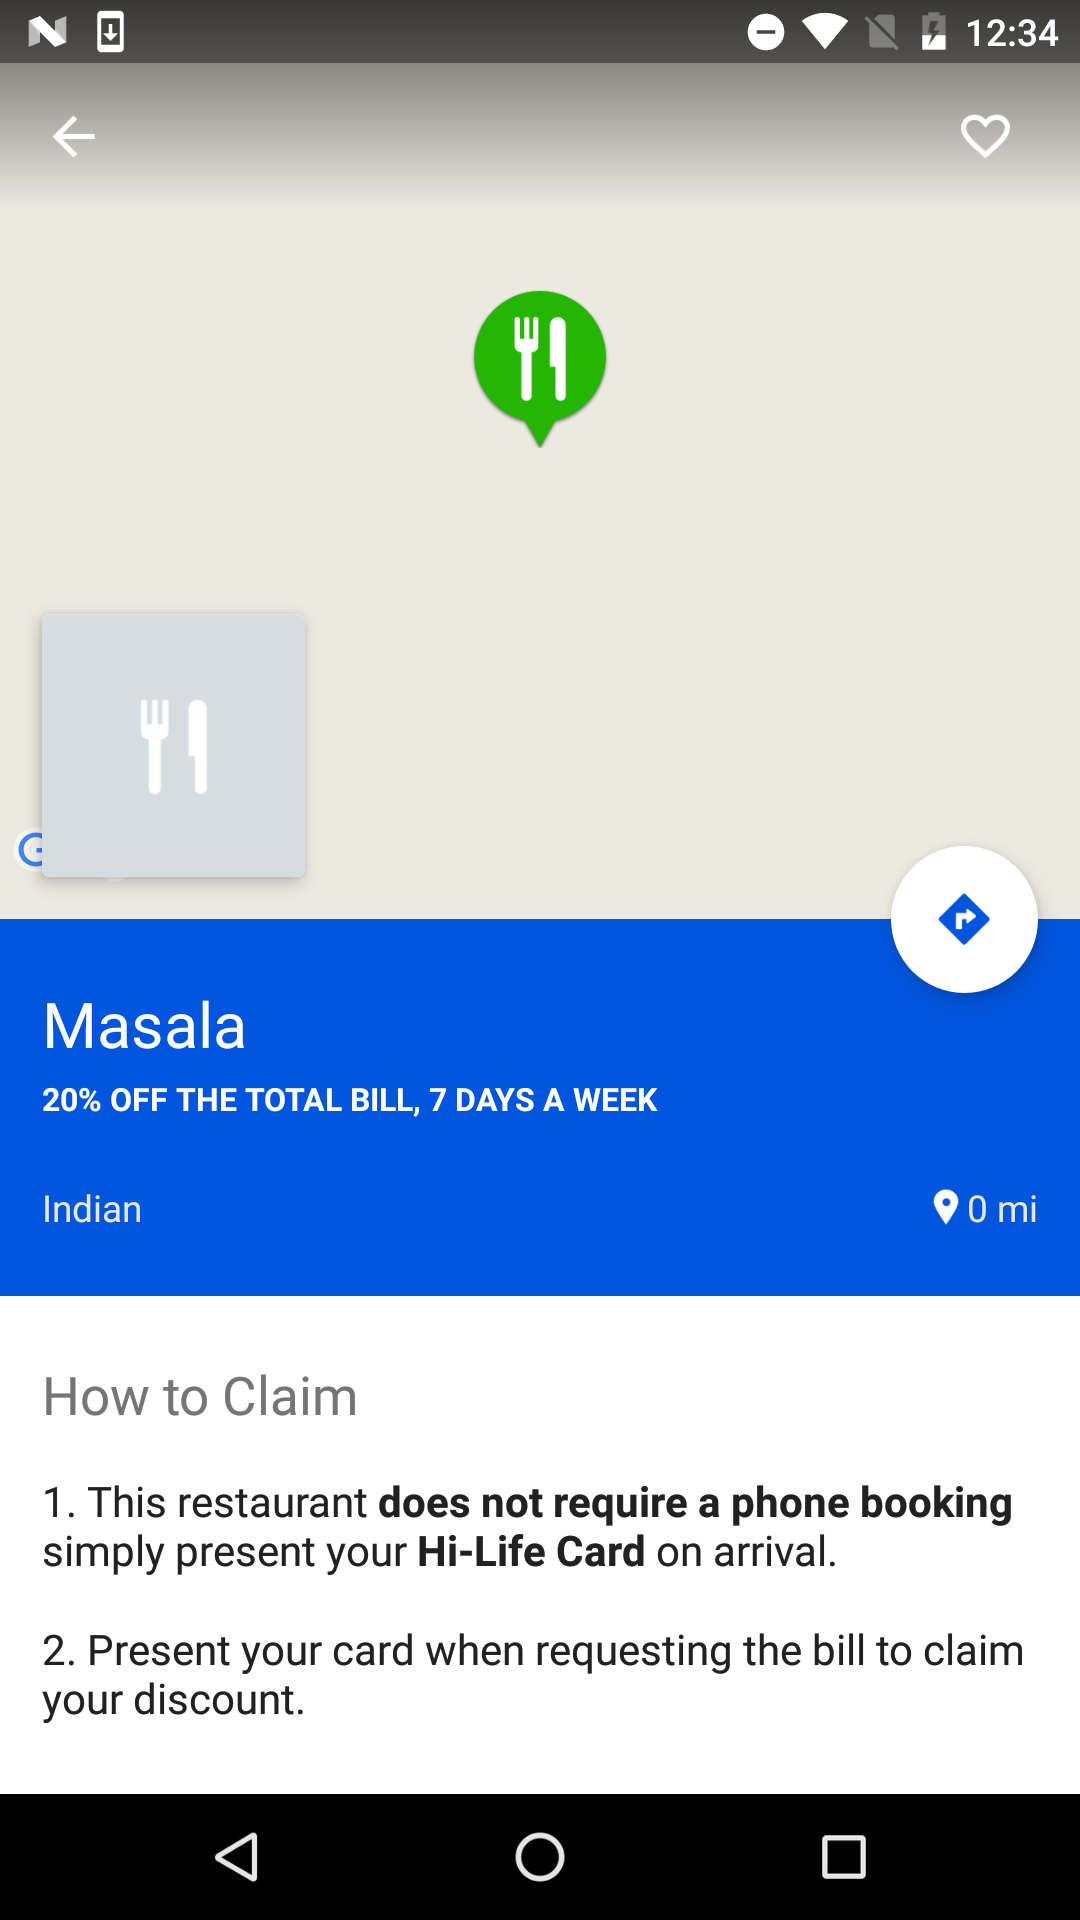 12:34
Masala
20% OFF THE TOTAL BILL, 7 DAYS A WEEK
Indian
0 mi
How to Claim
1. This restaurant does not require a phone booking
simply present your Hi-Life Card on arrival.
2. Present your card when requesting the bill to claim
your discount.